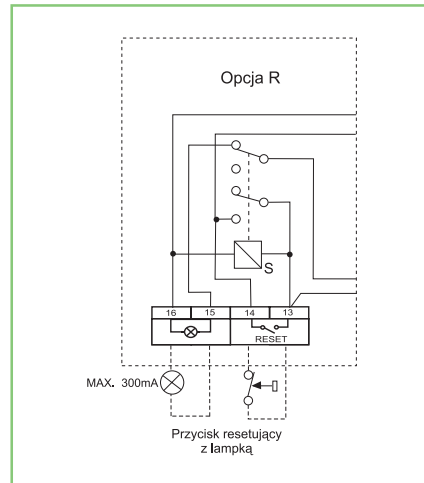 Opcja R
S
16 15 14 13
RESET
MAX. 300mA
Przycisk resetujący
z lampką